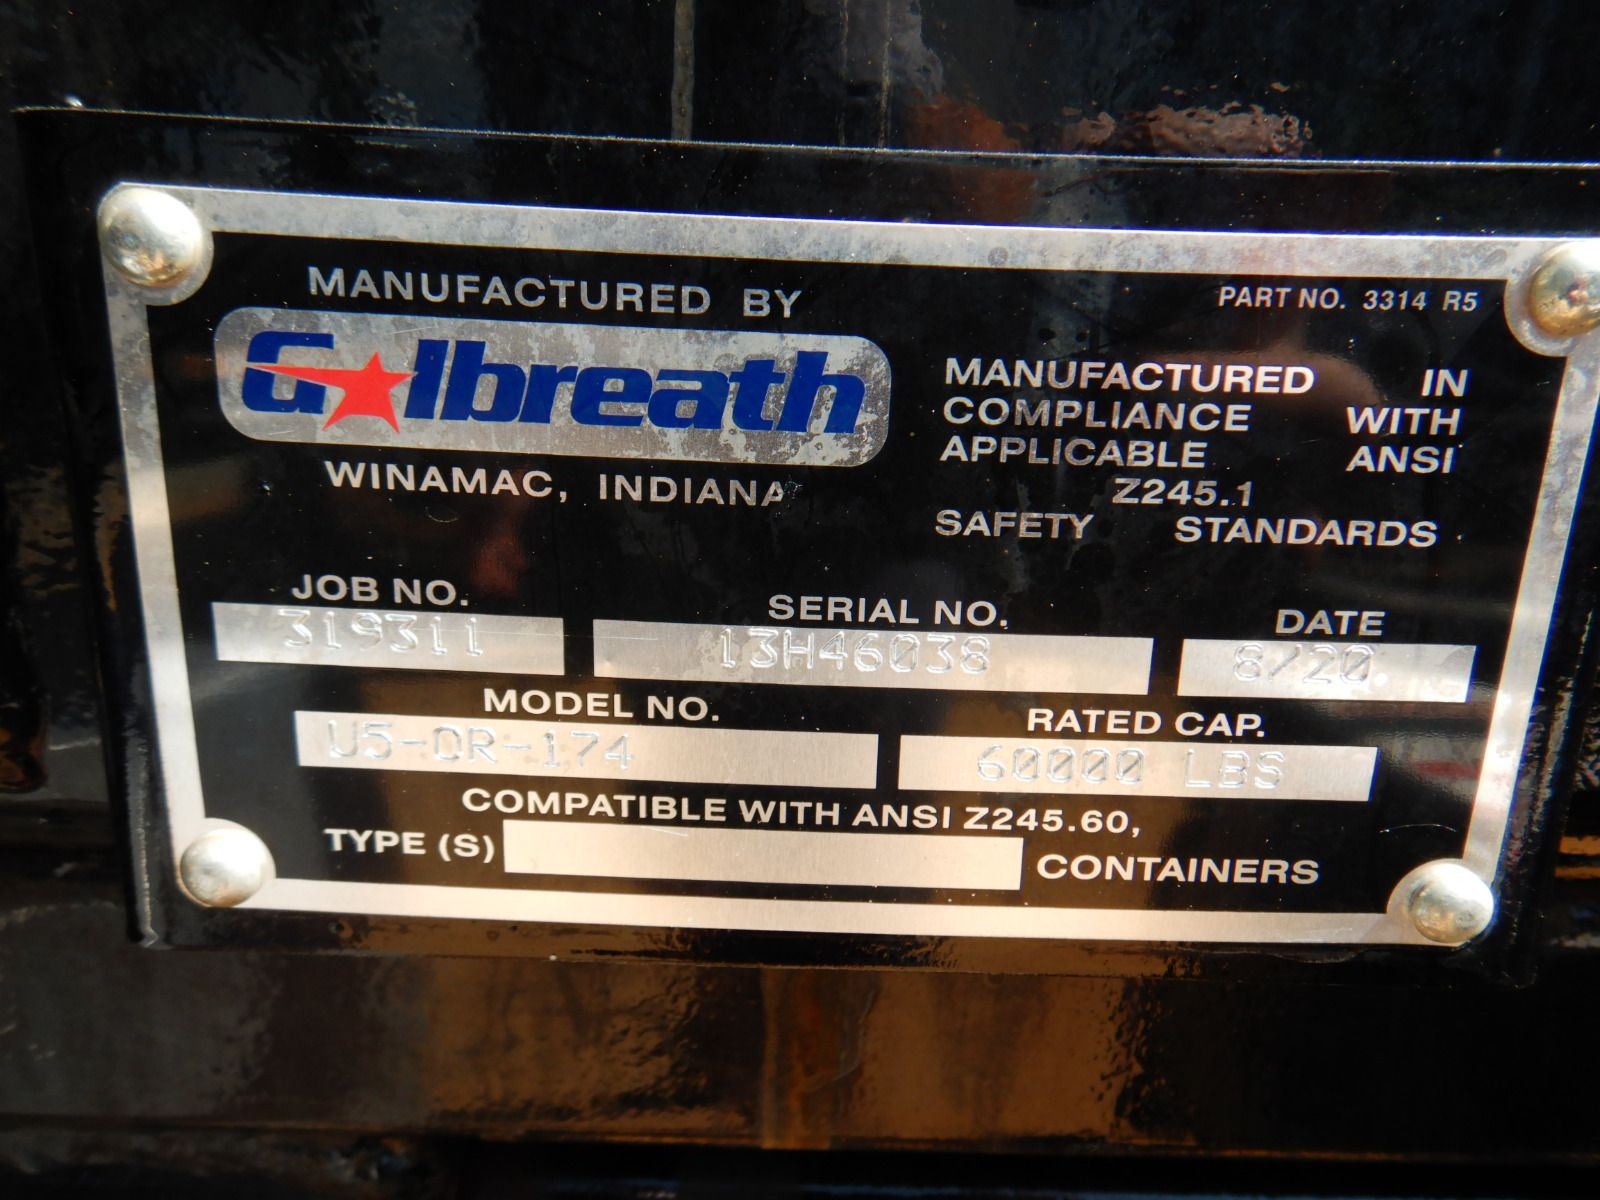 MANUFACTURED BY
Galbreath
WINAMAC, INDIANA
PART NO. 3314 R5
MANUFACTURED IN
COMPLIANCE WITH
APPLICABLE ANSI
Z245.1
SAFETY STANDARDS
JOB NO.
319311
SERIAL NO.
13H46038
DATE
8/20
MODEL NO.
U5-OR-174
RATED CAP.
60000 LBS
COMPATIBLE WITH ANSI Z245.60,
TYPE (S) CONTAINERS